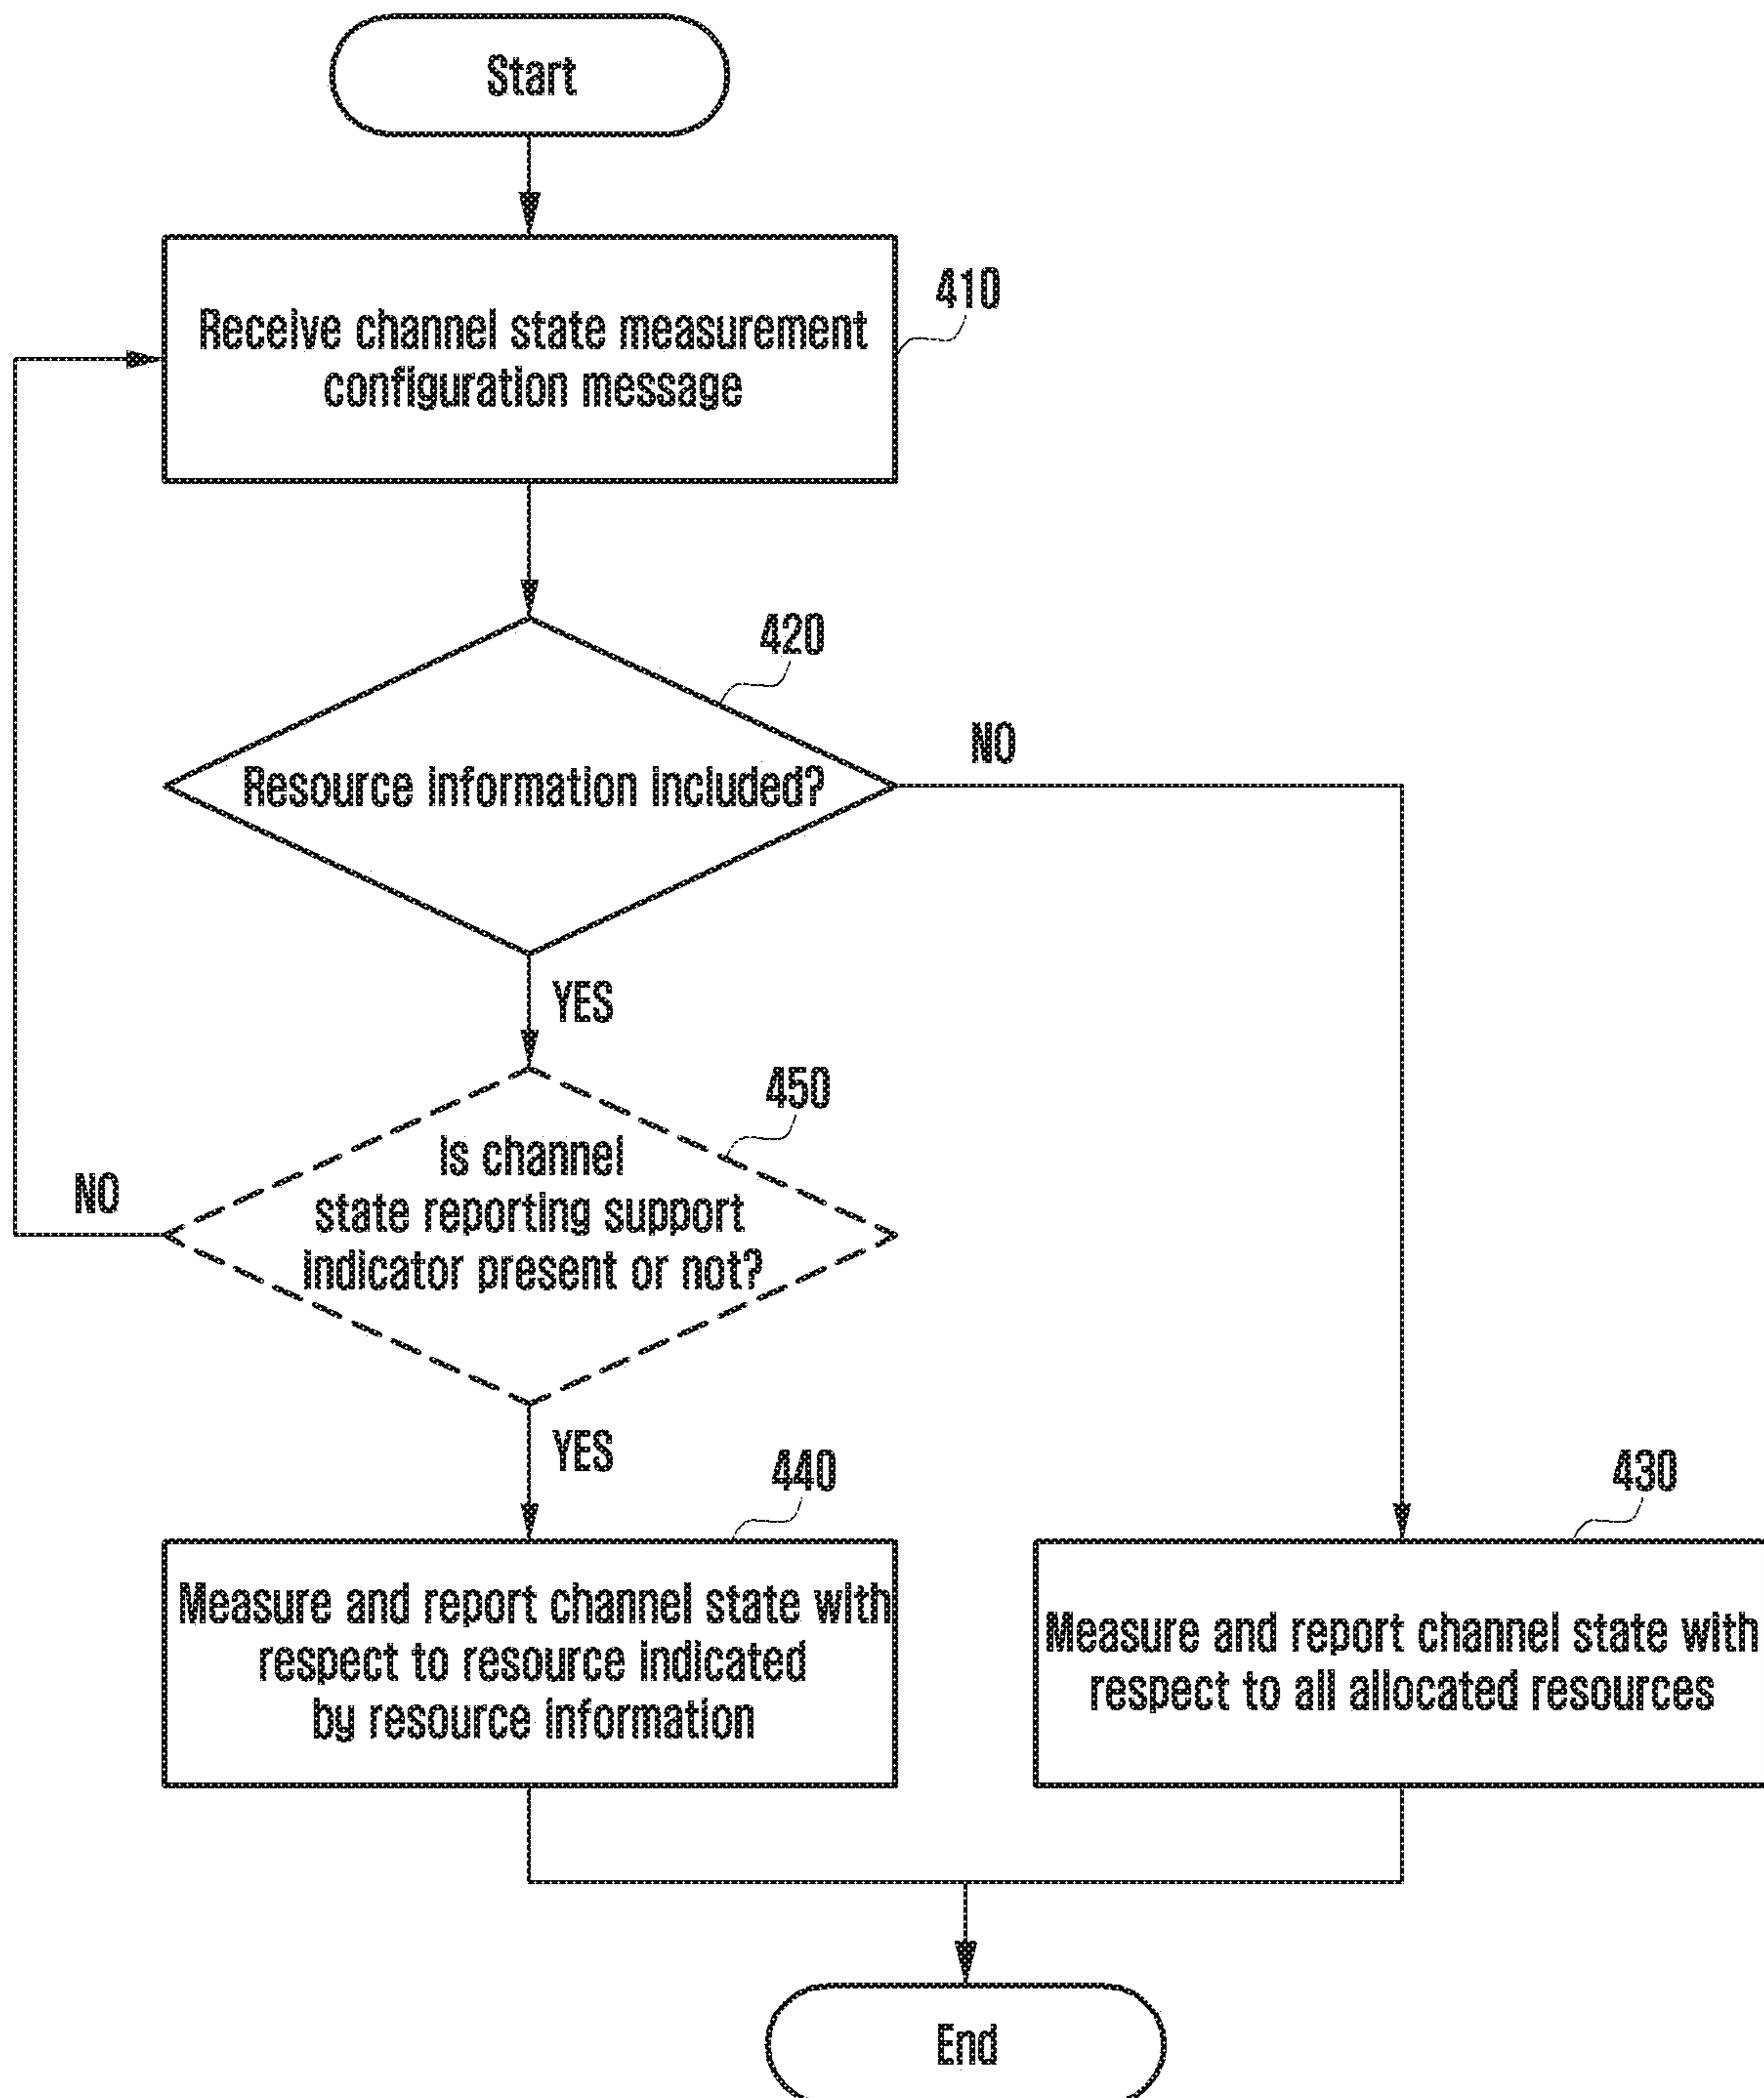 Start
410
Receive channel state measurement
configuration message
420
Resource information included?
NO
YES
450
Is channel
state reporting support
indicator present or not?
NO
YES
440
Measure and report channel state with
respect to resource indicated
by resource information
430
Measure and report channel state with
respect to all allocated resources
End